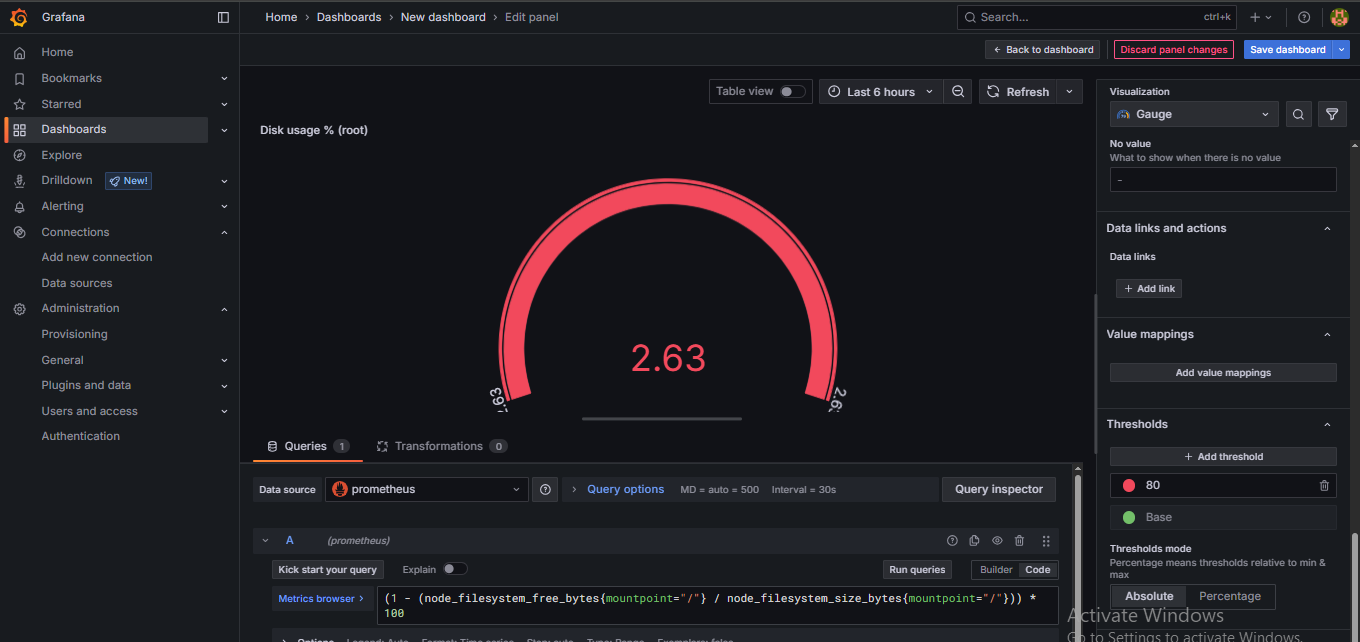 Grafana
Home › Dashboards › New dashboard › Edit panel
Search...
ctrl+k
Back to dashboard
Discard panel changes
Save dashboard
Home
Bookmarks
Starred
Dashboards
Explore
Drilldown
New!
Alerting
Connections
Add new connection
Data sources
Administration
Provisioning
General
Plugins and data
Users and access
Authentication
Table view
Last 6 hours
Refresh
Disk usage % (root)
2.63
2.63
Queries 1
Transformations 0
Data source
prometheus
Query options
MD = auto = 500
Interval = 30s
Query inspector
A
(prometheus)
Kick start your query
Explain
Run queries
Builder
Code
Metrics browser
(1 - (node_filesystem_free_bytes{mountpoint="/"} / node_filesystem_size_bytes{mountpoint="/"})) *
100
Options Legend: Auto Format: Time series Step: auto Type: Range Exemplars: false
Visualization
Gauge
No value
What to show when there is no value
-
Data links and actions
Data links
Add link
Value mappings
Add value mappings
Thresholds
Add threshold
80
Base
Thresholds mode
Percentage means thresholds relative to min &
max
Absolute
Percentage
Activate Windows
Go to Settings to activate Windows.